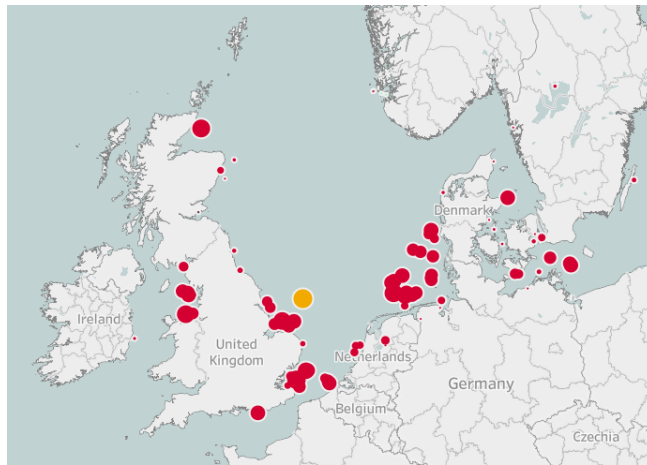 Denmark
Ireland
United
Kingdom
Netherlands
Germany
Belgium
Czechia